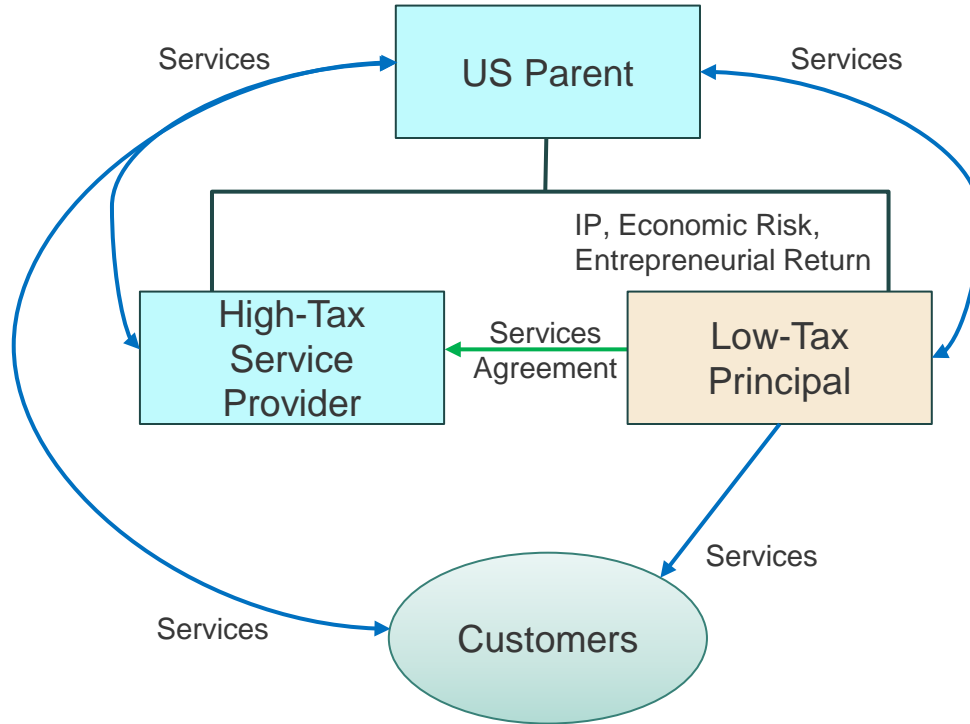 Services
US Parent
Services
IP, Economic Risk,
Entrepreneurial Return
High-Tax
Service
Provider
Services
Agreement
Low-Tax
Principal
Services
Services
Customers